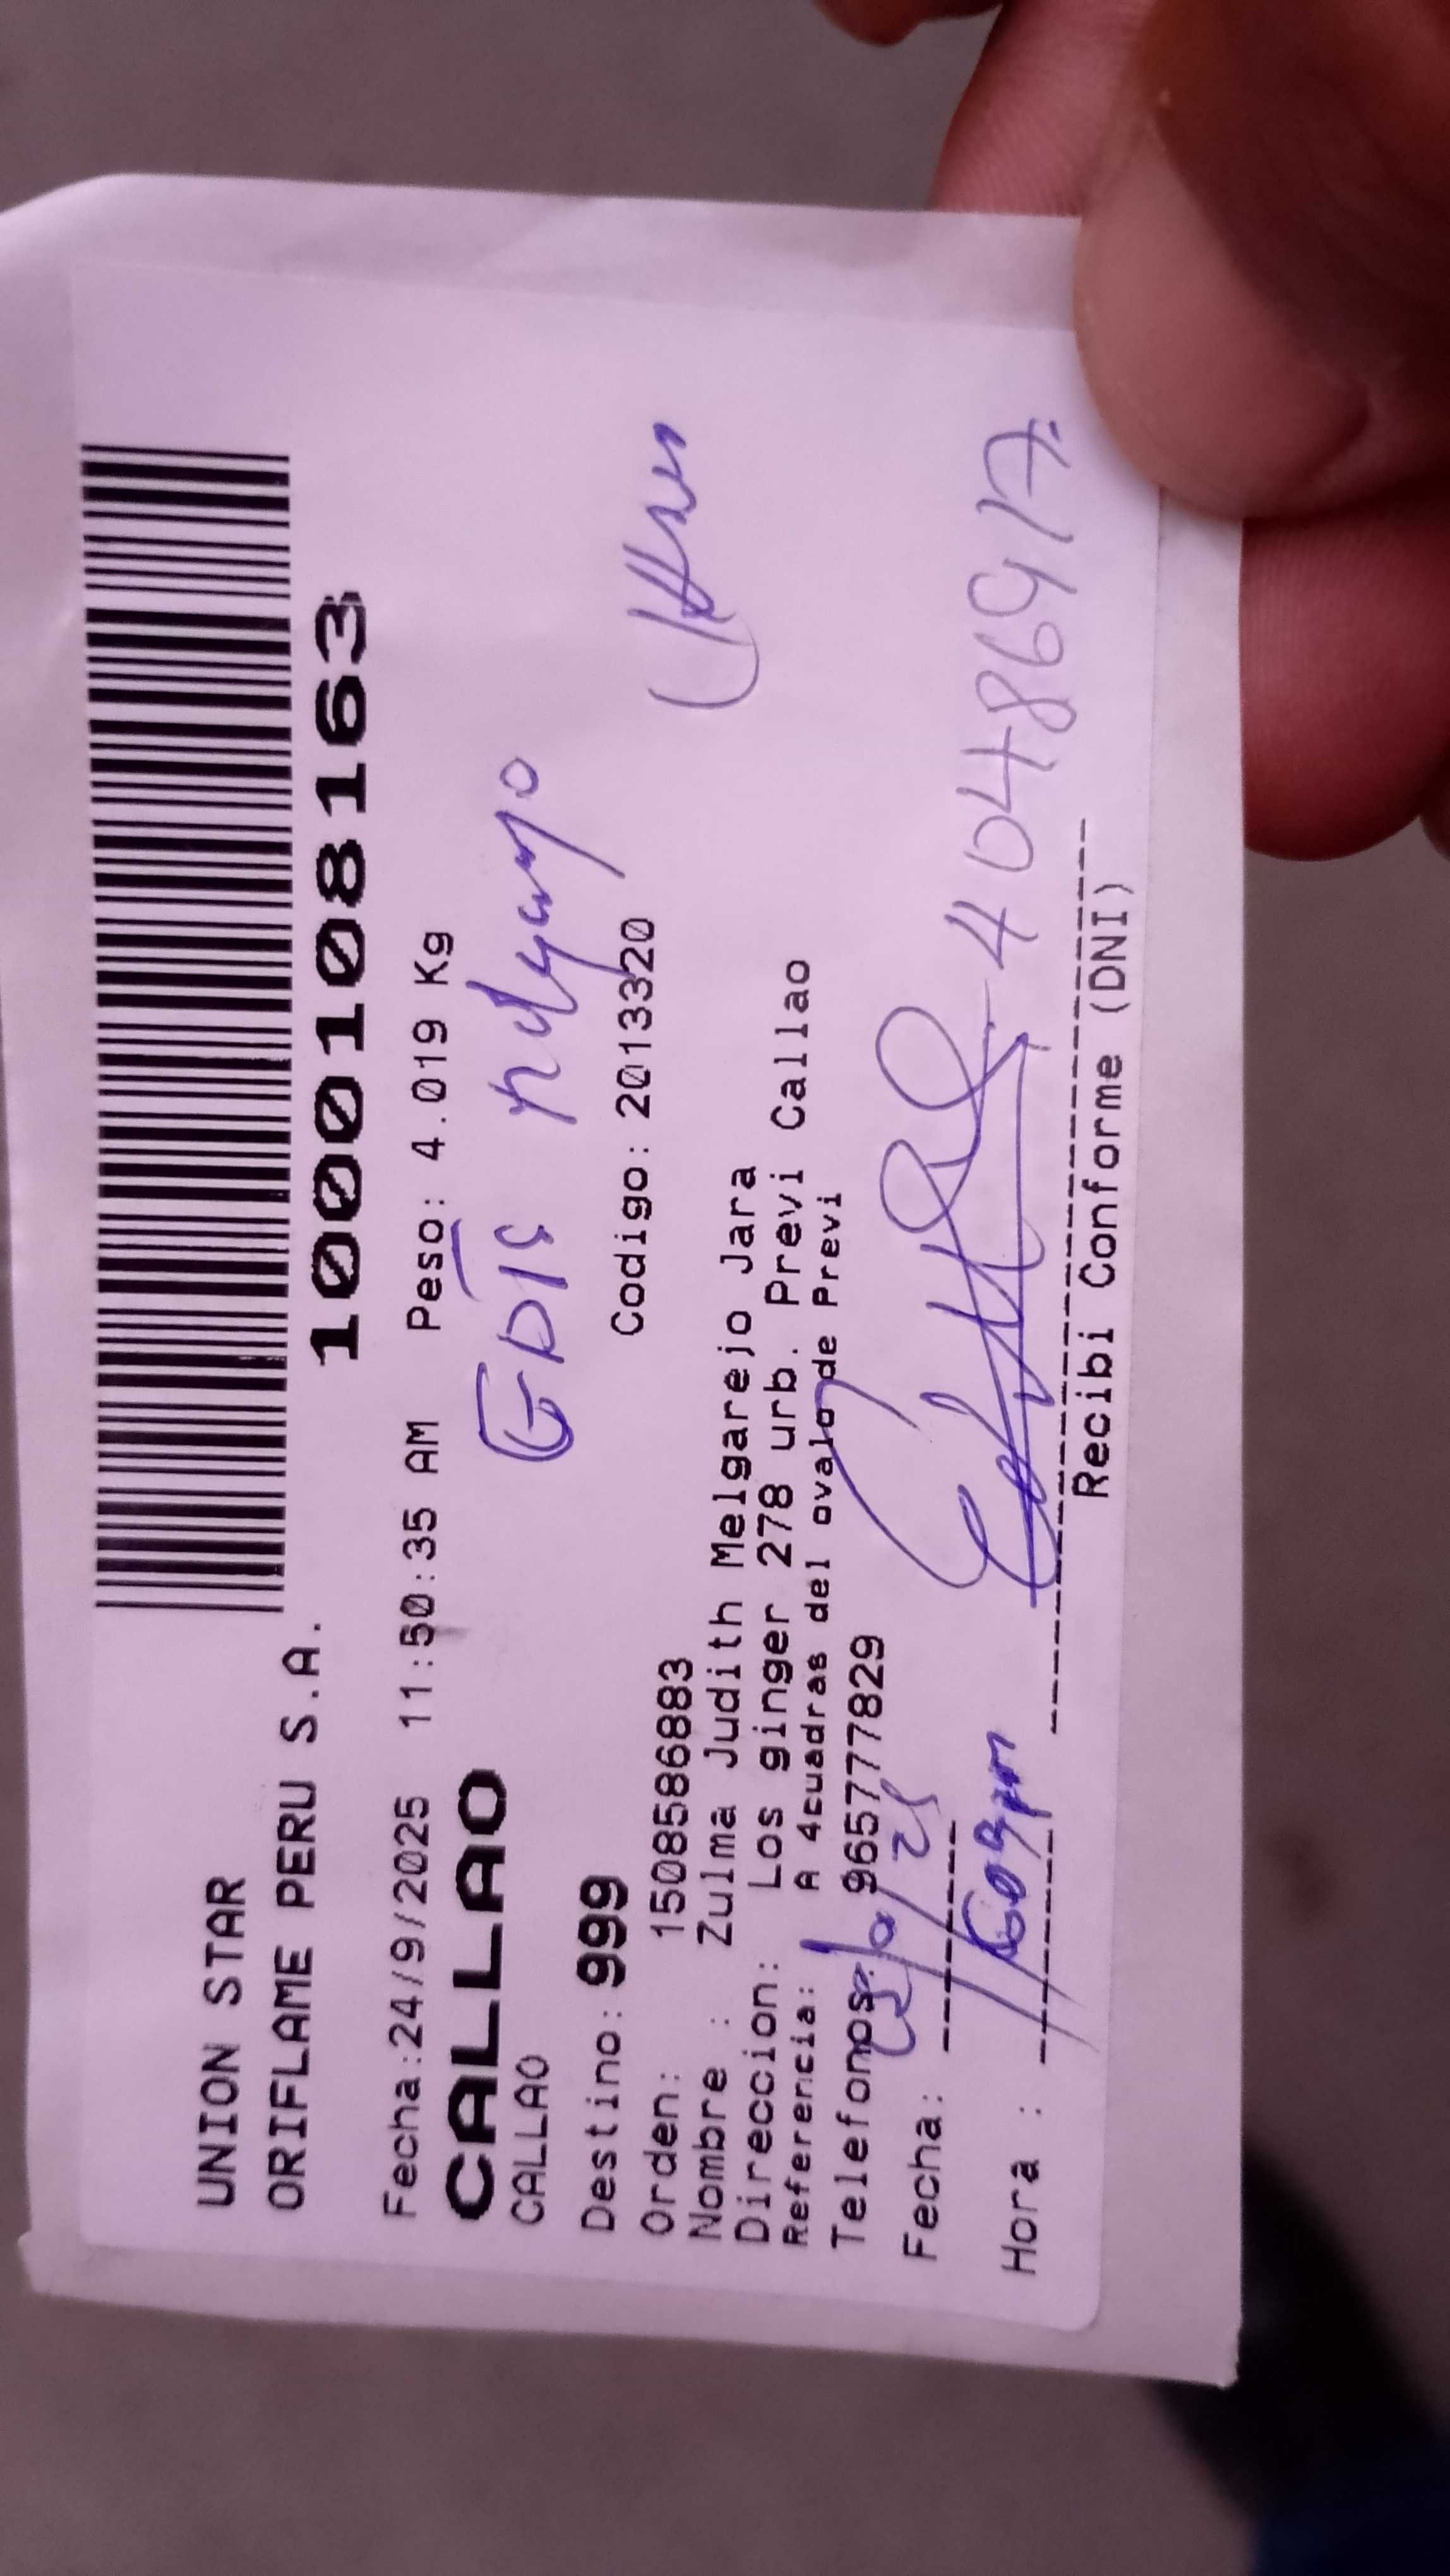 UNION STAR
ORIFLAME PERU S.A.
1000108163
Fecha:24/9/2025 11:50:35 AM Peso: 4.019 Kg
CALLAO
CALLAO
EDIS
Destino: 999 Codigo: 2013320
Orden: 1508586883
Nombre : Zulma Judith Melgarejo Jara
Direccion: Los ginger 278 urb. Previ Callao
Referencia: A 4cuadras del ovalo de Previ
Telefonos: 965777829
Fecha:
Hora :
40486917
Recibi Conforme (DNI)